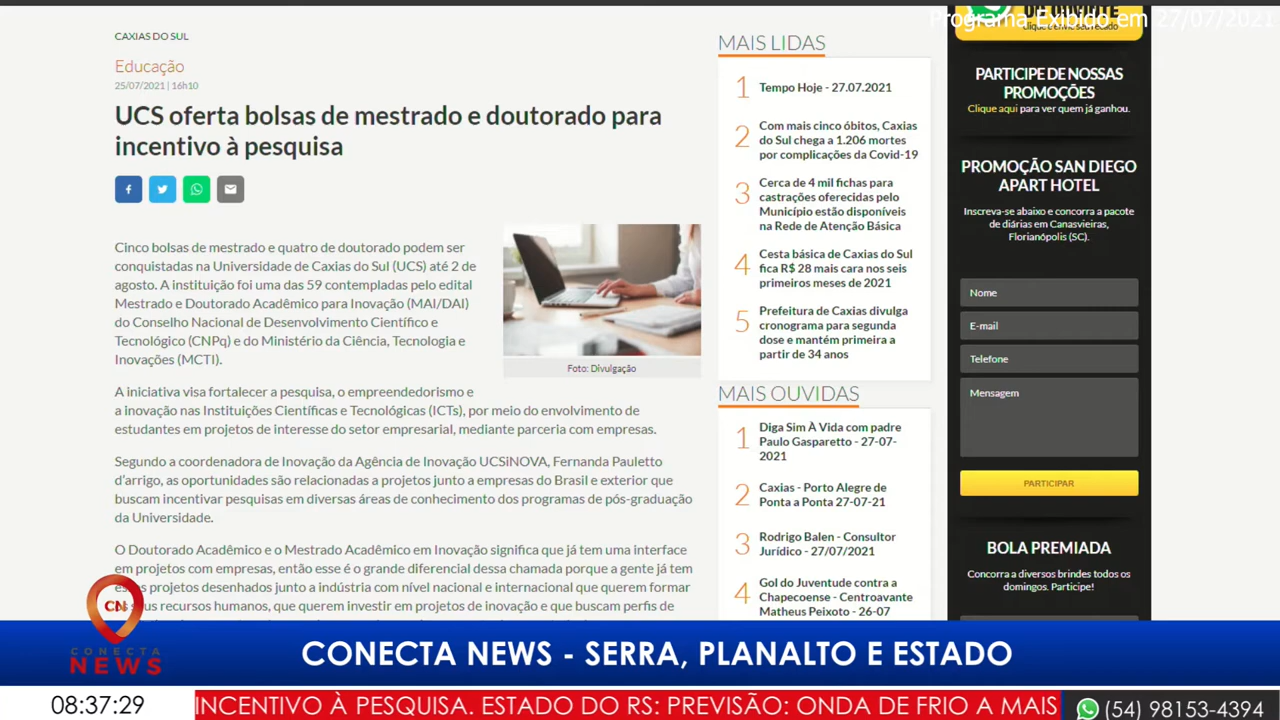 Programa Exibido em 27/07/2021
CAXIAS DO SUL
Educação
25/07/2021 | 16h10
UCS oferta bolsas de mestrado e doutorado para
incentivo à pesquisa
Cinco bolsas de mestrado e quatro de doutorado podem ser
conquistadas na Universidade de Caxias do Sul (UCS) até 2 de
agosto. A instituição foi uma das 59 contempladas pelo edital
Mestrado e Doutorado Acadêmico para Inovação (MAI/DAI)
do Conselho Nacional de Desenvolvimento Científico e
Tecnológico (CNPq) e do Ministério da Ciência, Tecnologia e
Inovações (MCTI).
Foto: Divulgação
A iniciativa visa fortalecer a pesquisa, o empreendedorismo e
a inovação nas Instituições Científicas e Tecnológicas (ICTs), por meio do envolvimento de
estudantes em projetos de interesse do setor empresarial, mediante parceria com empresas.
Segundo a coordenadora de Inovação da Agência de Inovação UCSiNOVA, Fernanda Pauletto
d'arrigo, as oportunidades são relacionadas a projetos junto a empresas do Brasil e exterior que
buscam incentivar pesquisas em diversas áreas de conhecimento dos programas de pós-graduação
da Universidade.
O Doutorado Acadêmico e o Mestrado Acadêmico em Inovação significa que já tem uma interface
em projetos com empresas, então esse é o grande diferencial dessa chamada porque a gente já tem
projetos desenhados junto a indústria com nível nacional e internacional que querem formar
seus recursos humanos, que querem investir em projetos de inovação e que buscam perfis de
MAIS LIDAS
1 Tempo Hoje - 27.07.2021
2 Com mais cinco óbitos, Caxias
do Sul chega a 1.206 mortes
por complicações da Covid-19
3 Cerca de 4 mil fichas para
castrações oferecidas pelo
Município estão disponíveis
na Rede de Atenção Básica
4 Cesta básica de Caxias do Sul
fica R$ 28 mais cara nos seis
primeiros meses de 2021
5 Prefeitura de Caxias divulga
cronograma para segunda
dose e mantém primeira a
partir de 34 anos
MAIS OUVIDAS
1 Diga Sim À Vida com padre
Paulo Gasparetto - 27-07-
2021
2 Caxias - Porto Alegre de
Ponta a Ponta 27-07-21
3 Rodrigo Balen - Consultor
Jurídico - 27/07/2021
4 Gol do Juventude contra a
Chapecoense - Centroavante
Matheus Peixoto - 26-07
Clique e envie seu recado
PARTICIPE DE NOSSAS
PROMOÇÕES
Clique aqui para ver quem já ganhou.
PROMOÇÃO SAN DIEGO
APART HOTEL
Inscreva-se abaixo e concorra a pacote
de diárias em Canasvieiras,
Florianópolis (SC).
Nome
E-mail
Telefone
Mensagem
PARTICIPAR
BOLA PREMIADA
Concorra a diversos brindes todos os
domingos. Participe!
CN
CONECTA
NEWS
CONECTA NEWS - SERRA, PLANALTO E ESTADO
08:37:29
INCENTIVO À PESQUISA. ESTADO DO RS: PREVISÃO: ONDA DE FRIO A MAIS
(54) 98153-4394